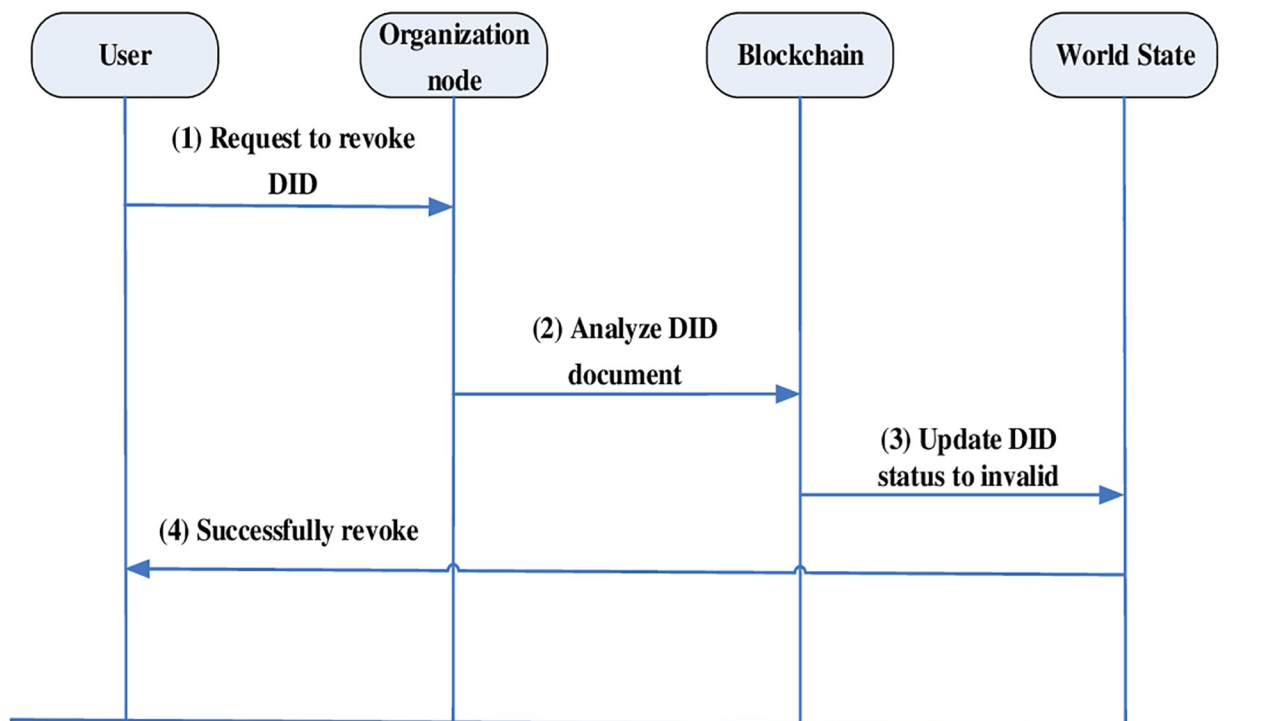 User
Organization
node
Blockchain
World State
(1) Request to revoke
DID
(2) Analyze DID
document
(3) Update DID
status to invalid
(4) Successfully revoke